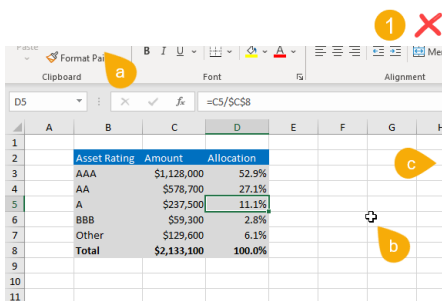 1
Paste
Format Pai
a
B I U A
Me
Clipboard Font Alignment
D5 fx =C5/$C$8
A B C D E F G H
1
2 Asset Rating Amount Allocation
c
3 AAA $1,128,000 52.9%
4 AA $578,700 27.1%
5 A $237,500 11.1%
6 BBB $59,300 2.8%
b
7 Other $129,600 6.1%
8 Total $2,133,100 100.0%
9
10
11